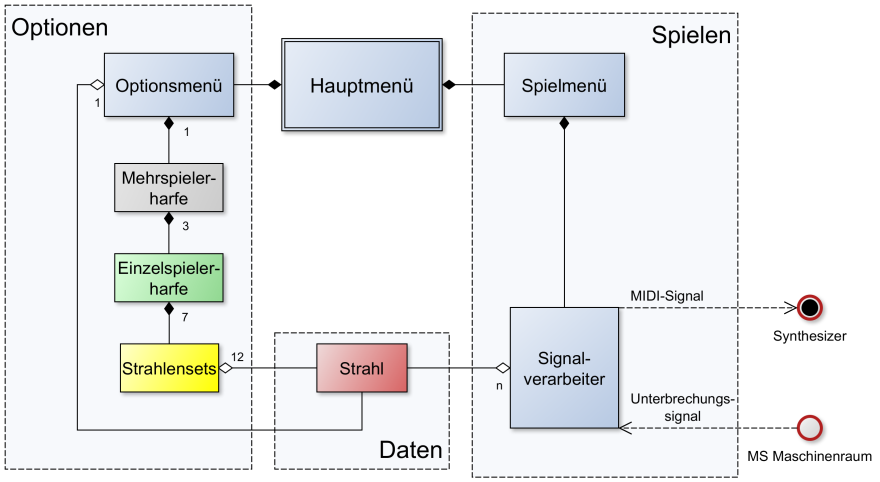 Optionen
Optionsmenü
1
1
Mehrspieler-
harfe
3
Einzelspieler-
harfe
7
Strahlensets
12
Hauptmenü
Strahl
Daten
Spielen
Spielmenü
Signal-
verarbeiter
n
MIDI-Signal
Synthesizer
Unterbrechungs-
signal
MS Maschinenraum